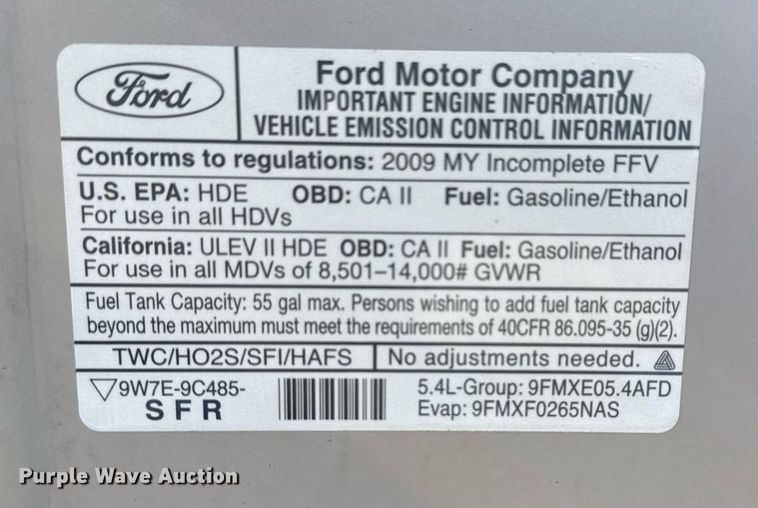 Ford
Ford Motor Company
IMPORTANT ENGINE INFORMATION/
VEHICLE EMISSION CONTROL INFORMATION
Conforms to regulations: 2009 MY Incomplete FFV
U.S. EPA: HDE OBD: CA II Fuel: Gasoline/Ethanol
For use in all HDVs
California: ULEV II HDE OBD: CA II Fuel: Gasoline/Ethanol
For use in all MDVs of 8,501-14,000# GVWR
Fuel Tank Capacity: 55 gal max. Persons wishing to add fuel tank capacity
beyond the maximum must meet the requirements of 40CFR 86.095-35 (g)(2).
TWC/HO2S/SFI/HAFS No adjustments needed.
9W7E-9C485- 5.4L-Group: 9FMXE05.4AFD
SFR Evap: 9FMXF0265NAS
Purple Wave Auction